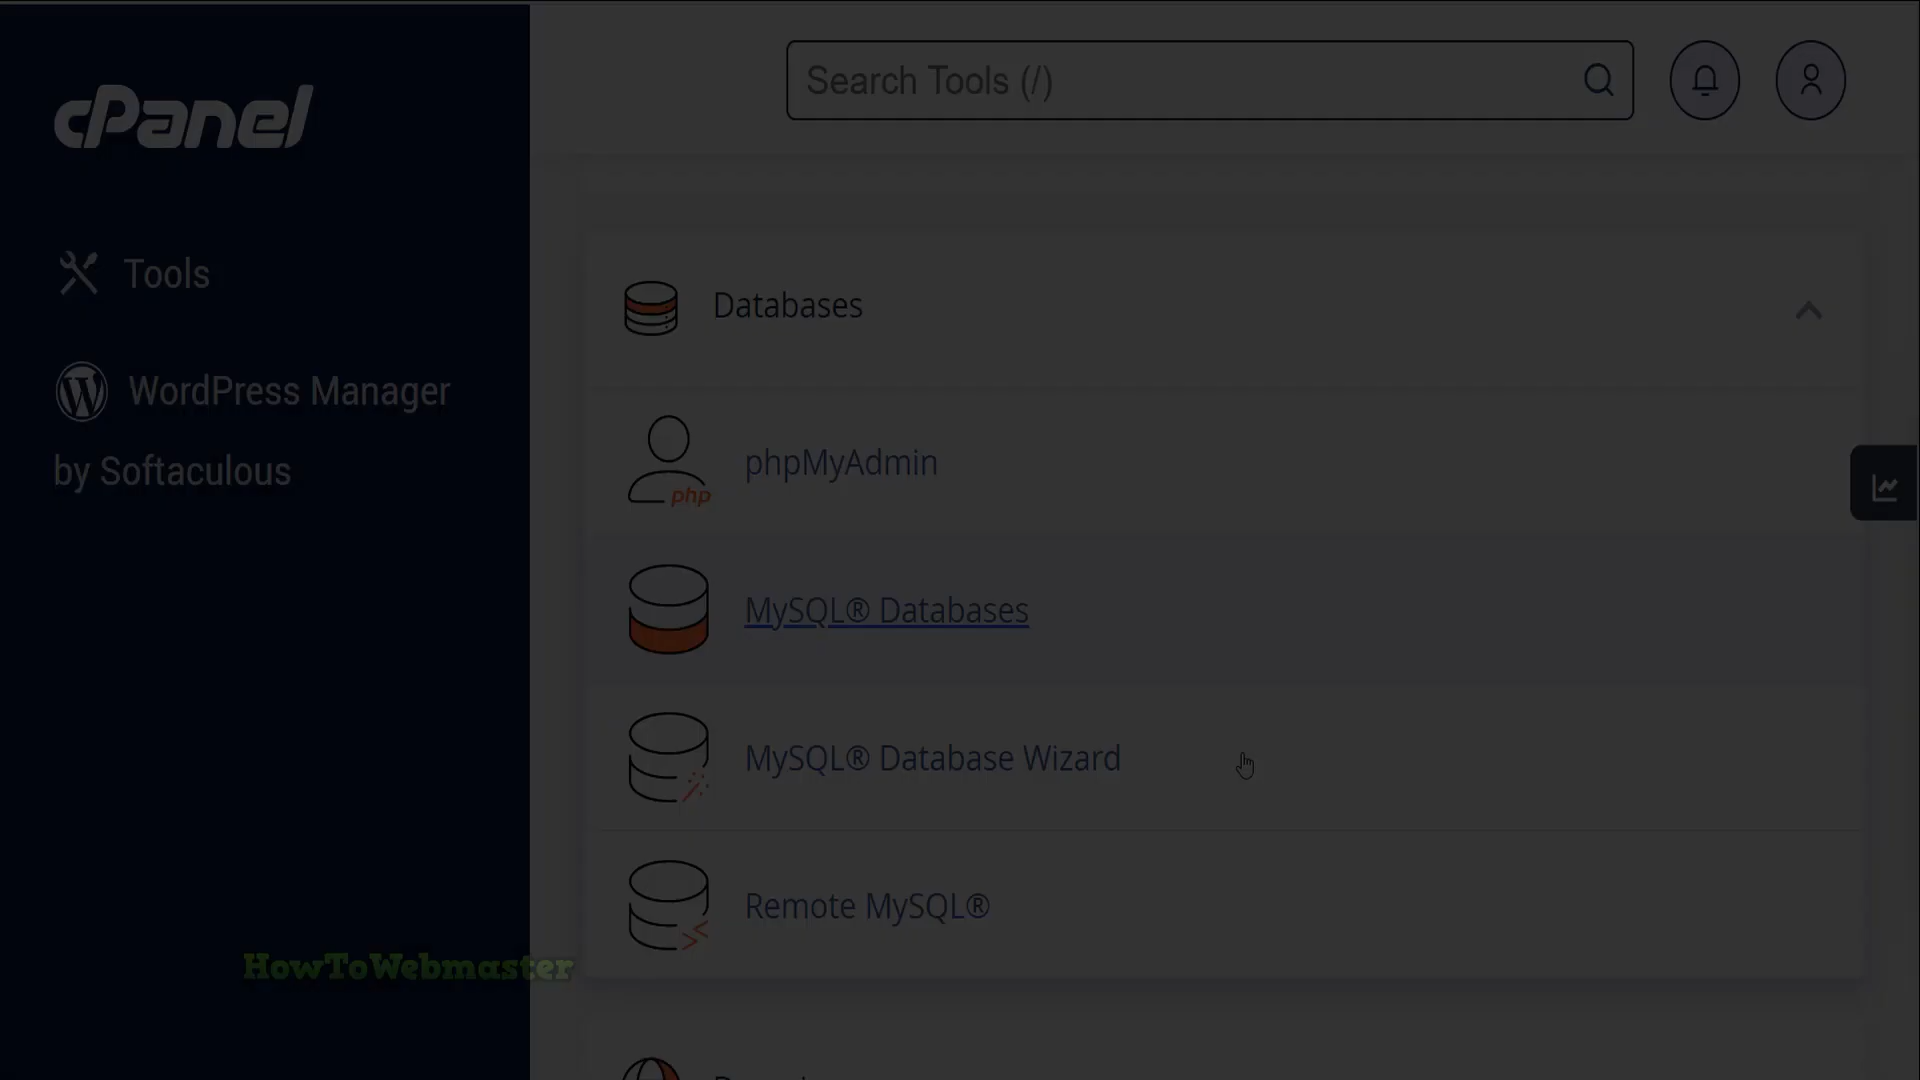 cPanel
Search Tools (/)
Tools
WordPress Manager
by Softaculous
Databases
phpMyAdmin
php
MySQL® Databases
MySQL® Database Wizard
Remote MySQL®
HowToWebmaster